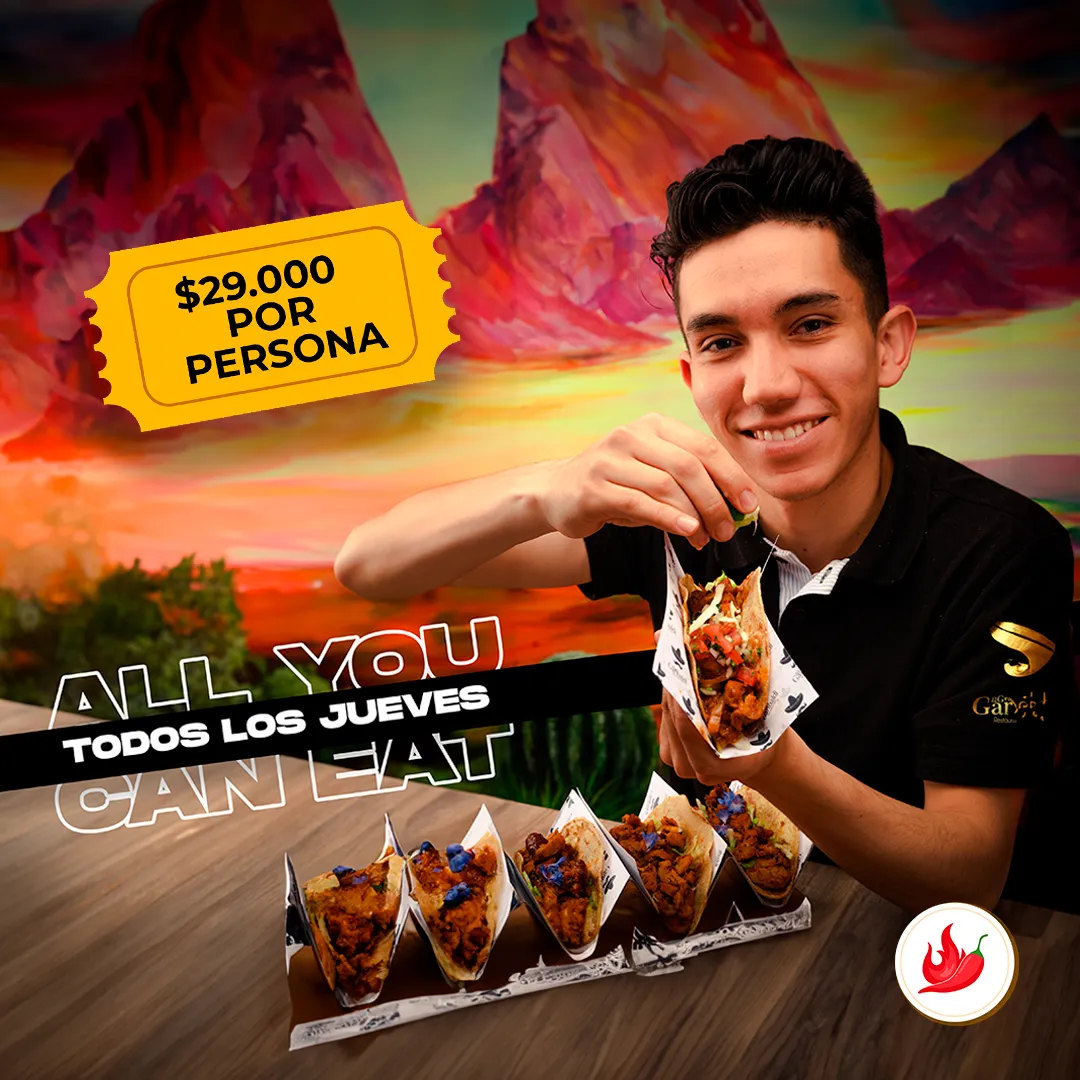 $29.000
POR
PERSONA
ALL YOU
TODOS LOS JUEVES
CAN EAT